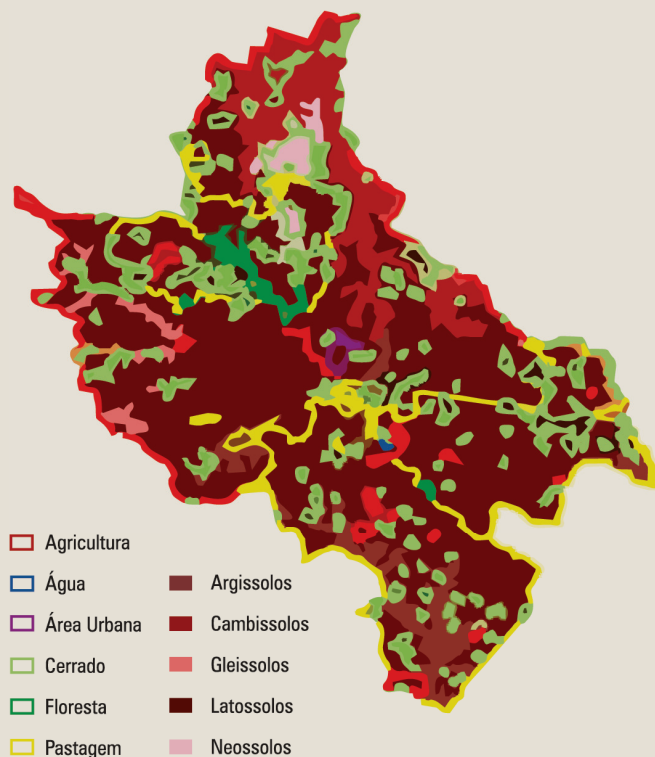 Agricultura
Água
Área Urbana
Cerrado
Floresta
Pastagem
Argissolos
Cambissolos
Gleissolos
Latossolos
Neossolos